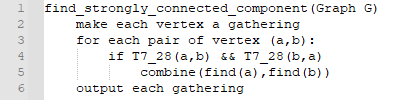 1 find_strongly_connected_component(Graph G)
2 make each vertex a gathering
3 for each pair of vertex (a,b):
4 if T7_28(a,b) && T7_28(b,a)
5 combine(find(a),find(b))
6 output each gathering